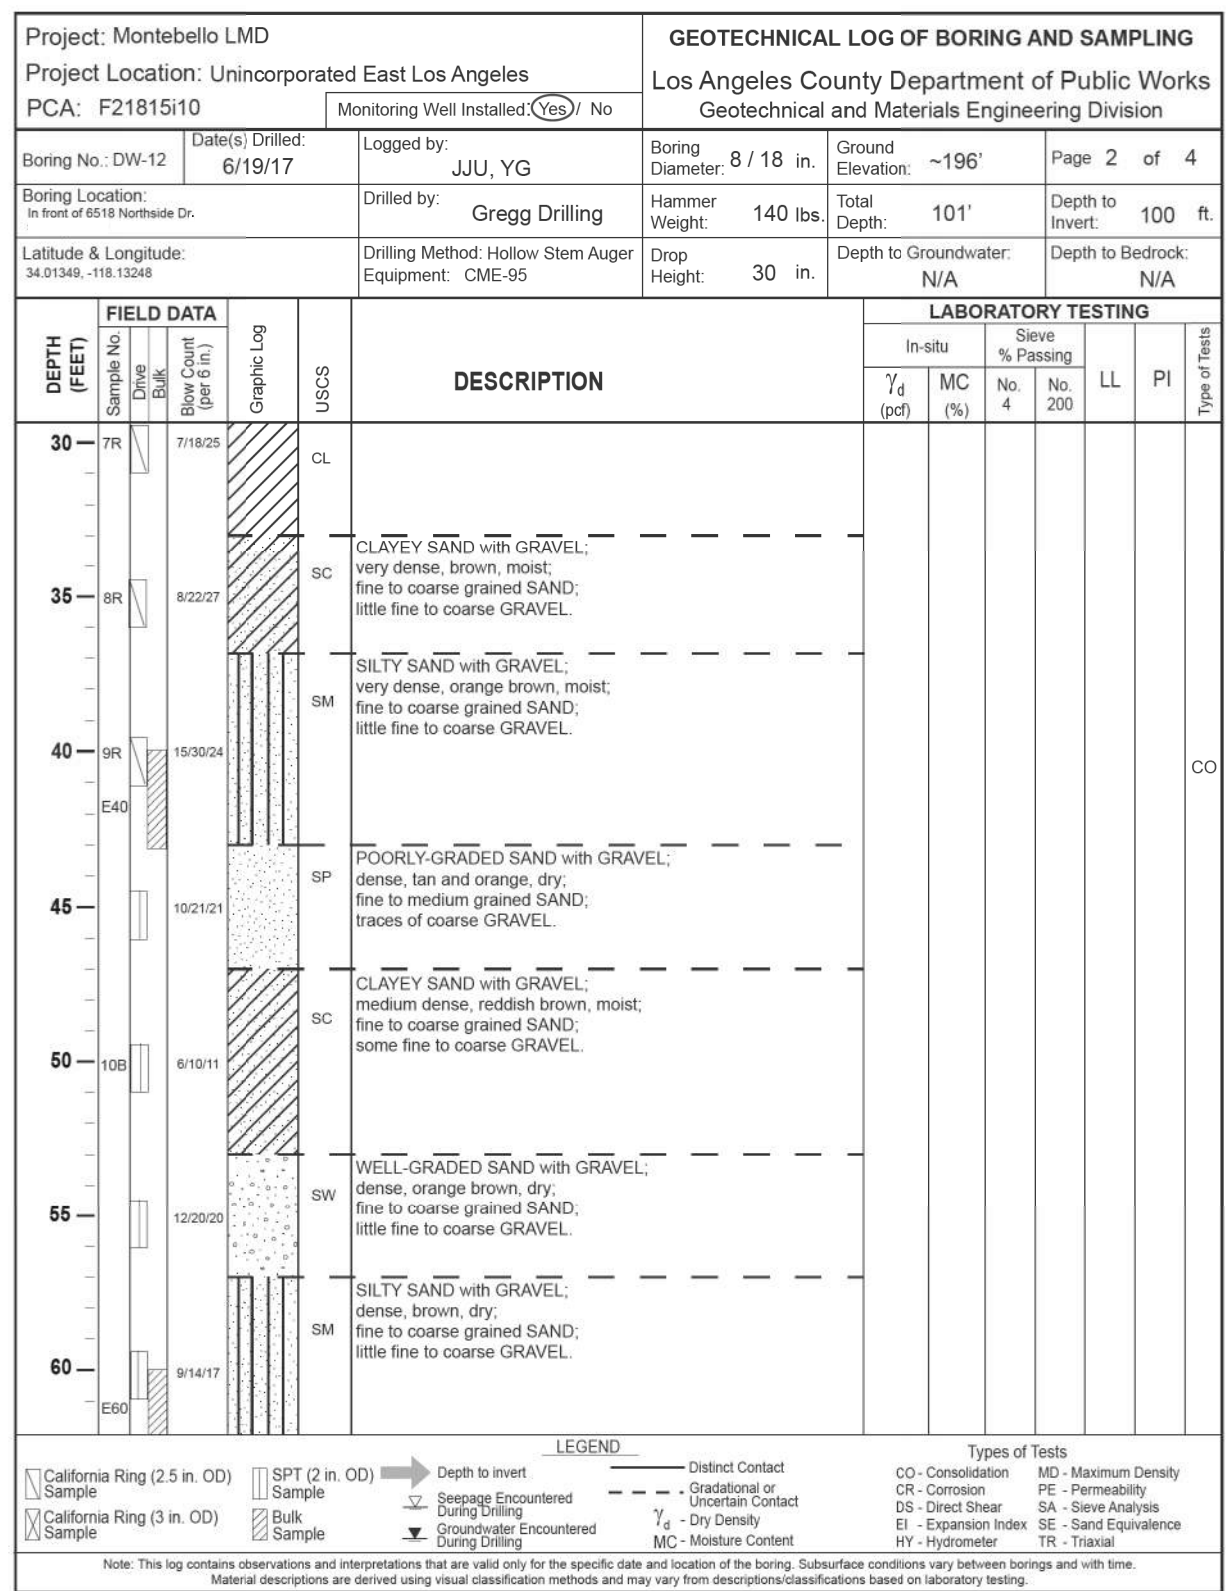 Project: Montebello LMD
Project Location: Unincorporated East Los Angeles
PCA: F21815i10
Monitoring Well Installed: Yes / No
GEOTECHNICAL LOG OF BORING AND SAMPLING
Los Angeles County Department of Public Works
Geotechnical and Materials Engineering Division
Boring No.: DW-12
Date(s) Drilled:
6/19/17
Logged by:
JJU, YG
Boring
Diameter: 8 / 18 in.
Ground
Elevation: ~196'
Page 2 of 4
Boring Location:
In front of 6518 Northside Dr.
Drilled by:
Gregg Drilling
Hammer
Weight: 140 lbs.
Total
Depth: 101'
Depth to
Invert: 100 ft.
Latitude & Longitude:
34.01349, -118.13248
Drilling Method: Hollow Stem Auger
Equipment: CME-95
Drop
Height: 30 in.
Depth to Groundwater:
N/A
Depth to Bedrock:
N/A
DEPTH
(FEET)
FIELD DATA
Sample No.
Drive
Bulk
Blow Count
(per 6 in.)
Graphic Log
USCS
DESCRIPTION
LABORATORY TESTING
In-situ
γd
(pcf)
MC
(%)
Sieve
% Passing
No.
4
No.
200
LL
PI
Type of Tests
30 7R 7/18/25
CL
CLAYEY SAND with GRAVEL;
very dense, brown, moist;
SC
fine to coarse grained SAND;
35 8R 8/22/27
little fine to coarse GRAVEL.
SILTY SAND with GRAVEL;
very dense, orange brown, moist;
SM
fine to coarse grained SAND;
little fine to coarse GRAVEL.
40 9R 15/30/24
CO
E40
POORLY-GRADED SAND with GRAVEL;
SP
dense, tan and orange, dry;
fine to medium grained SAND;
45 10/21/21
traces of coarse GRAVEL.
CLAYEY SAND with GRAVEL;
medium dense, reddish brown, moist;
SC
fine to coarse grained SAND;
some fine to coarse GRAVEL.
50 10B 6/10/11
WELL-GRADED SAND with GRAVEL;
dense, orange brown, dry;
SW
fine to coarse grained SAND;
55 12/20/20
little fine to coarse GRAVEL.
SILTY SAND with GRAVEL;
dense, brown, dry;
SM
fine to coarse grained SAND;
little fine to coarse GRAVEL.
60 9/14/17
E60
LEGEND
California Ring (2.5 in. OD)
Sample
California Ring (3 in. OD)
Sample
SPT (2 in. OD)
Sample
Bulk
Sample
Depth to invert
Seepage Encountered
During Drilling
Groundwater Encountered
During Drilling
Distinct Contact
Gradational or
Uncertain Contact
γd - Dry Density
MC - Moisture Content
Types of Tests
CO - Consolidation
CR - Corrosion
DS - Direct Shear
EI - Expansion Index
HY - Hydrometer
MD - Maximum Density
PE - Permeability
SA - Sieve Analysis
SE - Sand Equivalence
TR - Triaxial
Note: This log contains observations and interpretations that are valid only for the specific date and location of the boring. Subsurface conditions vary between borings and with time.
Material descriptions are derived using visual classification methods and may vary from descriptions/classifications based on laboratory testing.